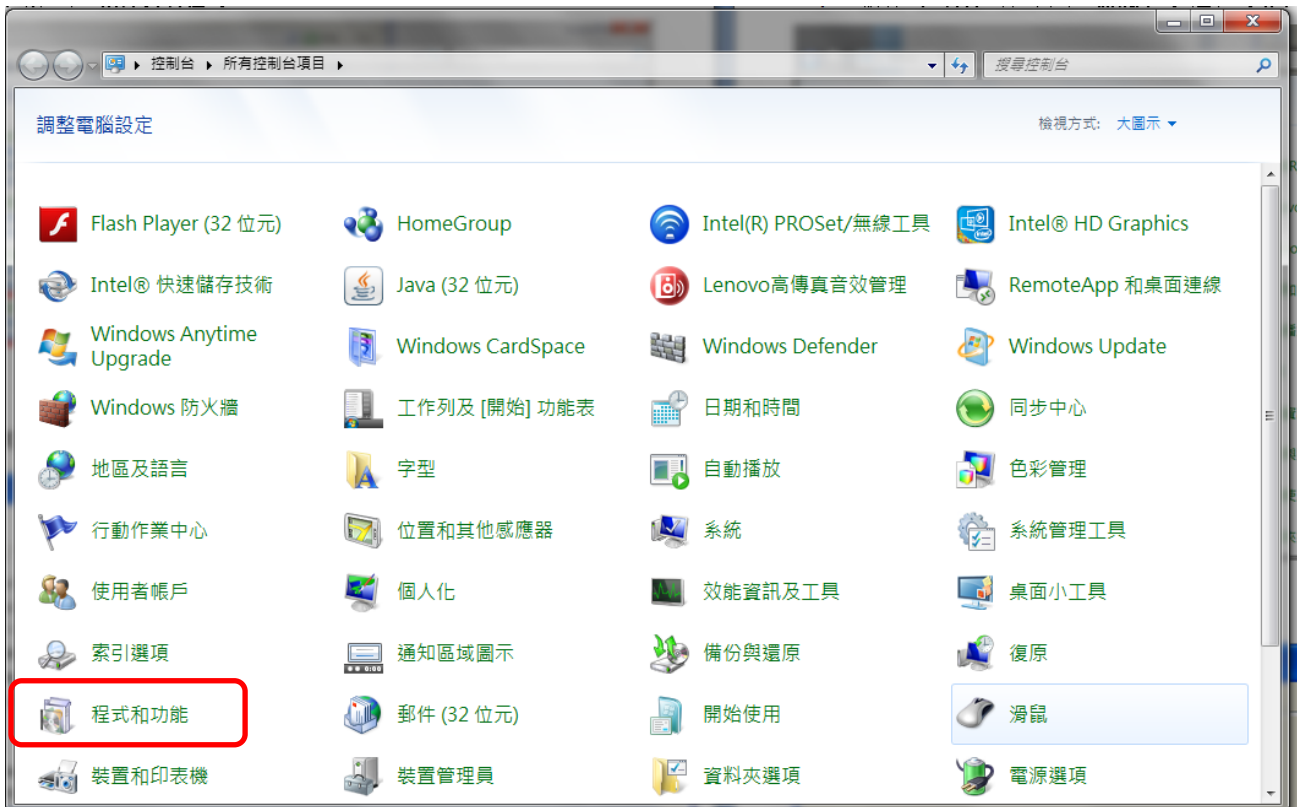 控制台 ▸ 所有控制台項目 ▸
搜尋控制台
調整電腦設定
檢視方式: 大圖示
Flash Player (32 位元) HomeGroup Intel(R) PROSet/無線工具 Intel® HD Graphics
Intel® 快速儲存技術 Java (32 位元) Lenovo高傳真音效管理 RemoteApp 和桌面連線
Windows Anytime
Upgrade Windows CardSpace Windows Defender Windows Update
Windows 防火牆 工作列及 [開始] 功能表 日期和時間 同步中心
地區及語言 字型 自動播放 色彩管理
行動作業中心 位置和其他感應器 系統 系統管理工具
使用者帳戶 個人化 效能資訊及工具 桌面小工具
索引選項 通知區域圖示 備份與還原 復原
程式和功能 郵件 (32 位元) 開始使用 滑鼠
裝置和印表機 裝置管理員 資料夾選項 電源選項